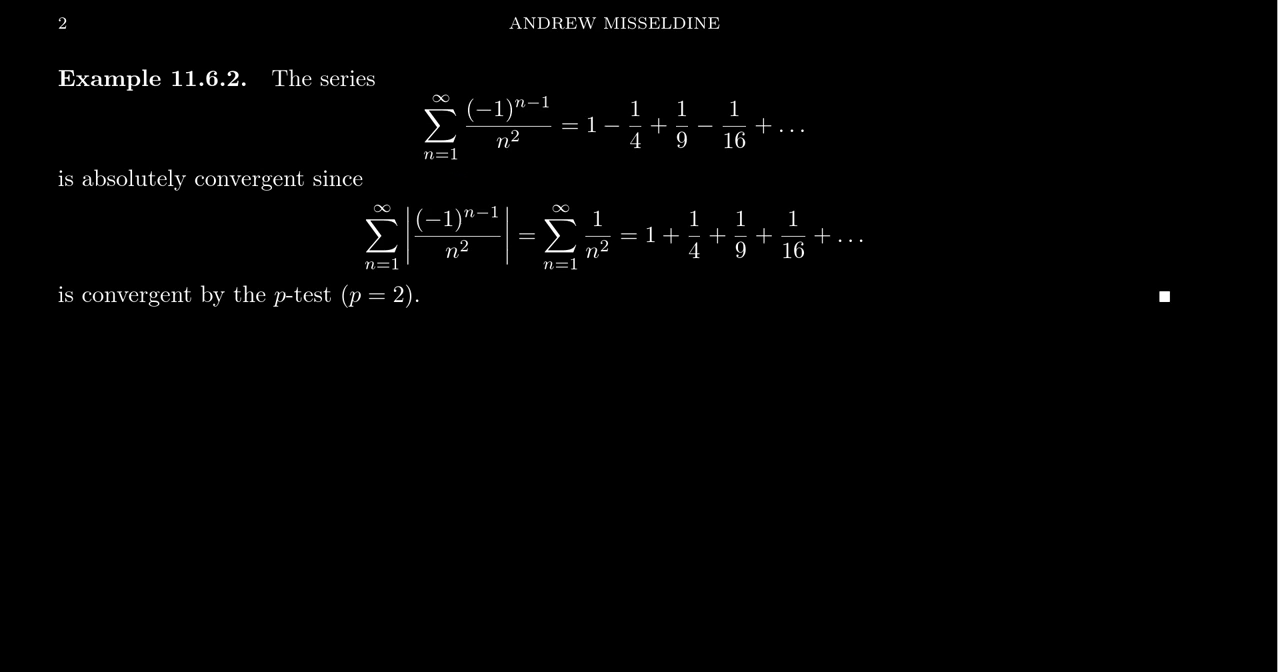 2 ANDREW MISSELDINE
Example 11.6.2. The series
∑_{n=1}^{∞} (−1)^{n−1}/n² = 1 − 1/4 + 1/9 − 1/16 + ...
is absolutely convergent since
∑_{n=1}^{∞} |(−1)^{n−1}/n²| = ∑_{n=1}^{∞} 1/n² = 1 + 1/4 + 1/9 + 1/16 + ...
is convergent by the p-test (p = 2). ■